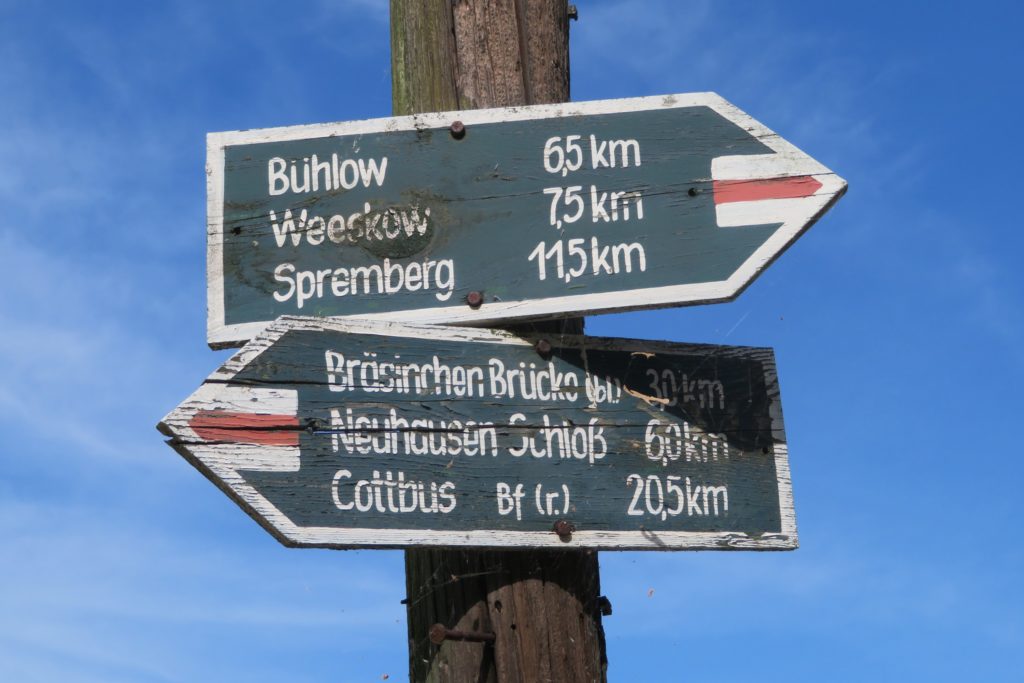 Bühlow 6,5 km
Weeskow 7,5 km
Spremberg 11,5 km
Bräsinchen Brücke (bl.) 3,0 km
Neuhausen Schloß 6,0 km
Cottbus Bf (r.) 20,5 km